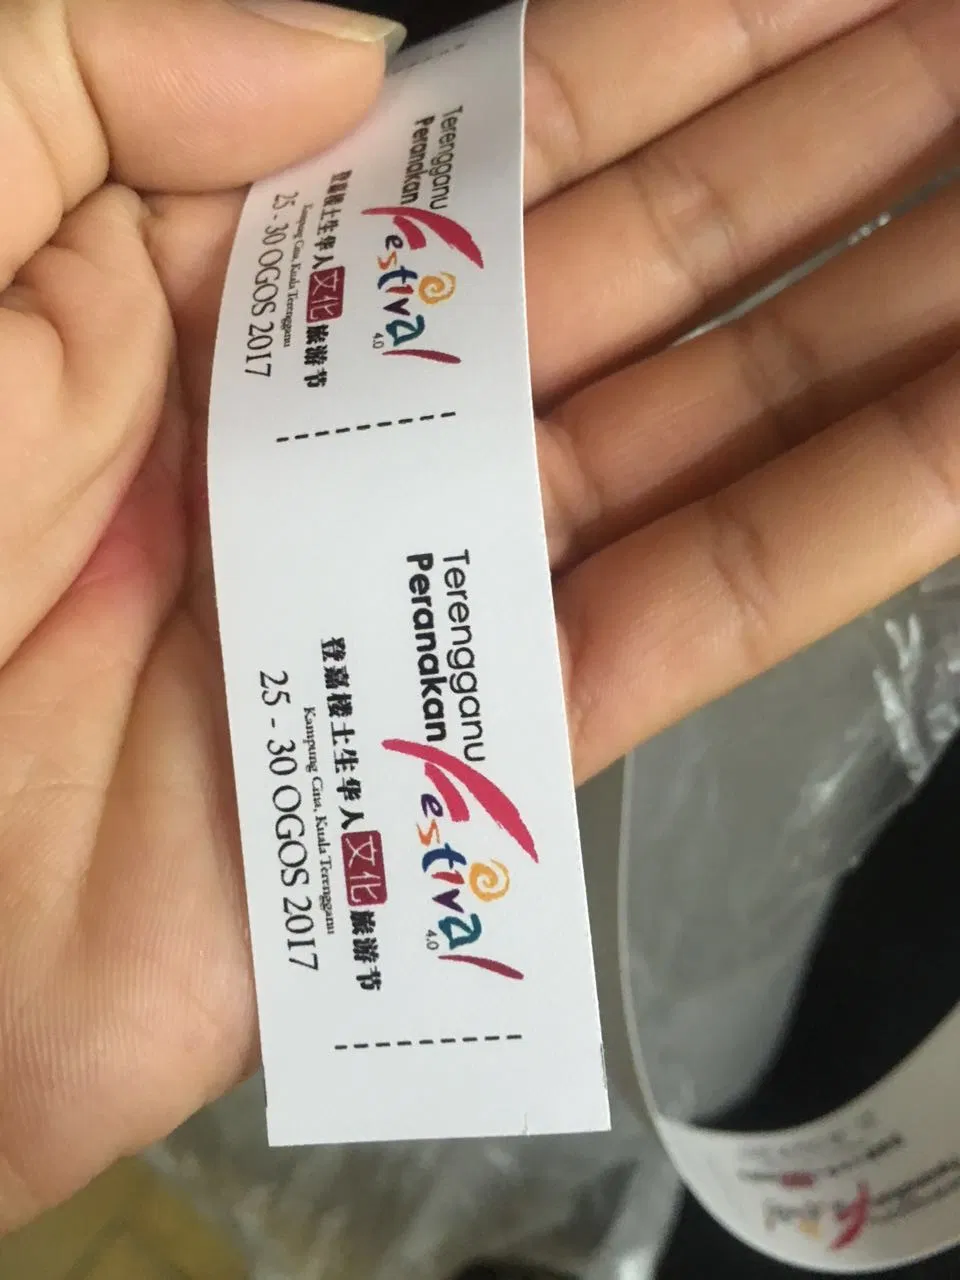 Terengganu
Peranakan
Festival
4.0
登嘉楼土生华人文化旅游节
Kampung Cina, Kuala Terengganu
25 - 30 OGOS 2017
Terengganu
Peranakan
Festival
4.0
登嘉楼土生华人文化旅游节
Kampung Cina, Kuala Terengganu
25 - 30 OGOS 2017